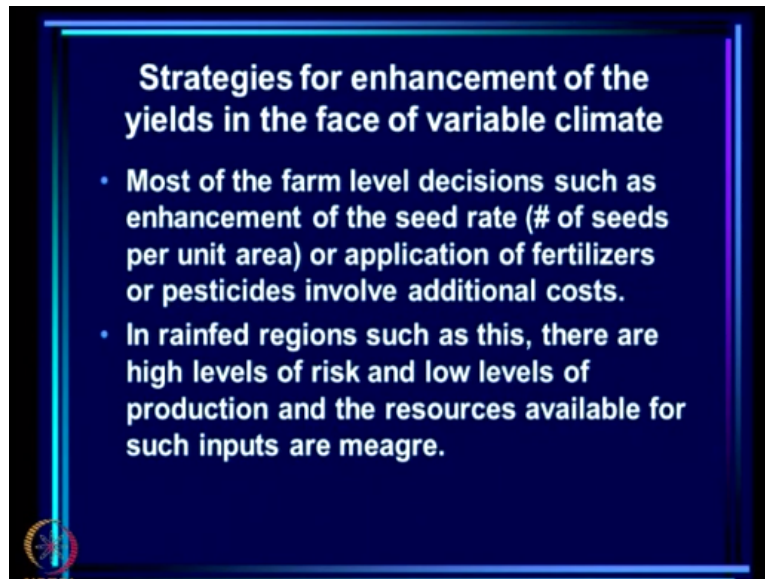 Strategies for enhancement of the
yields in the face of variable climate
• Most of the farm level decisions such as
enhancement of the seed rate (# of seeds
per unit area) or application of fertilizers
or pesticides involve additional costs.
• In rainfed regions such as this, there are
high levels of risk and low levels of
production and the resources available for
such inputs are meagre.